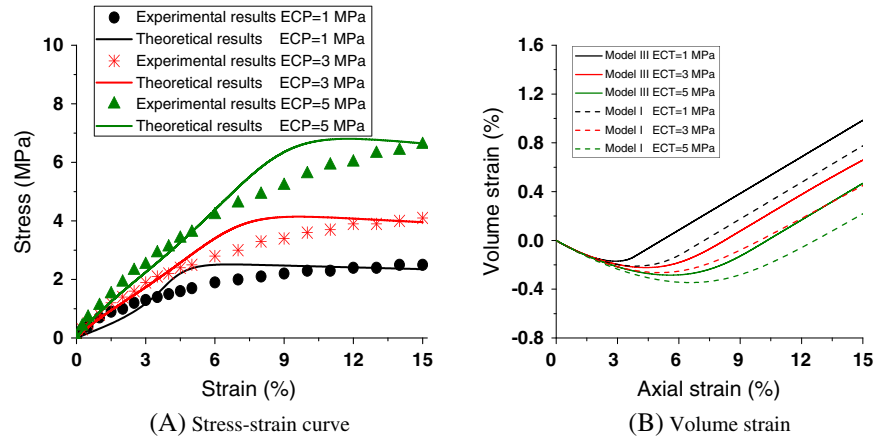 Experimental results ECP=1 MPa
Theoretical results ECP=1 MPa
Experimental results ECP=3 MPa
Theoretical results ECP=3 MPa
Experimental results ECP=5 MPa
Theoretical results ECP=5 MPa
10
8
6
4
2
0
Stress (MPa)
0 3 6 9 12 15
Strain (%)
(A) Stress-strain curve
Model III ECT=1 MPa
Model III ECT=3 MPa
Model III ECT=5 MPa
Model I ECT=1 MPa
Model I ECT=3 MPa
Model I ECT=5 MPa
1.6
1.2
0.8
0.4
0.0
-0.4
-0.8
Volume strain (%)
0 3 6 9 12 15
Axial strain (%)
(B) Volume strain